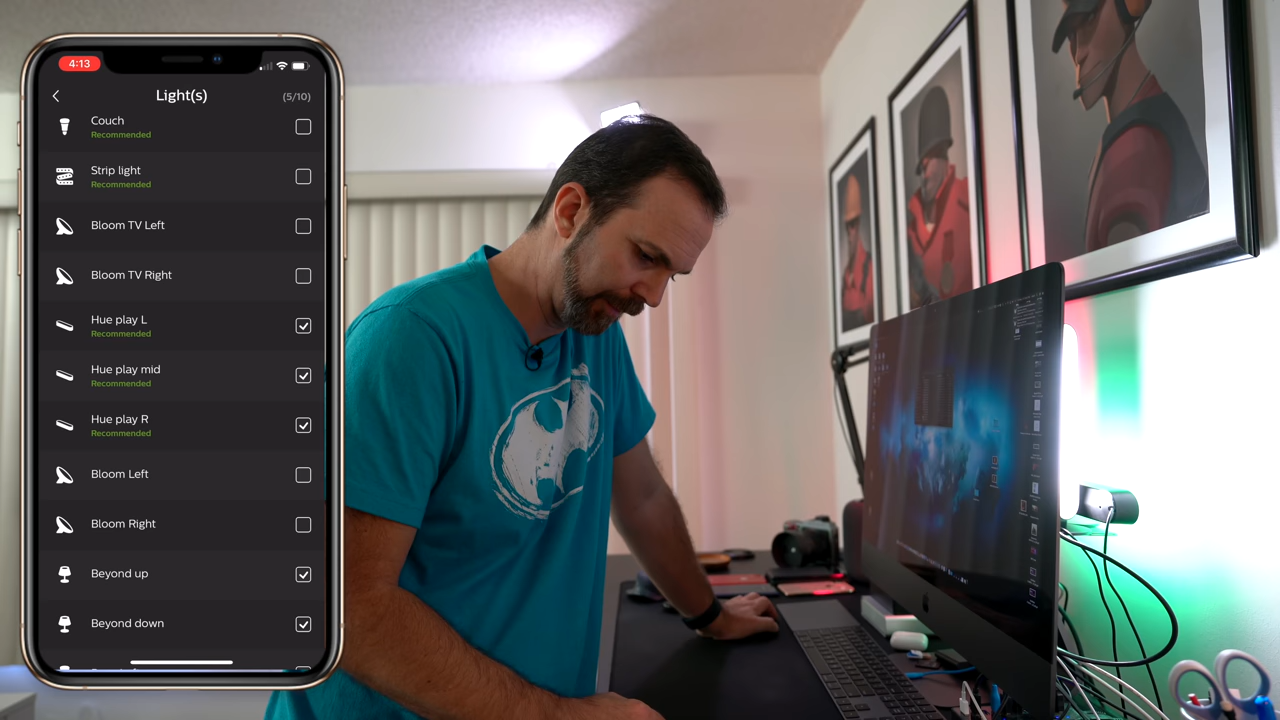 4:13
Light(s)
(5/10)
Couch
Recommended
Strip light
Recommended
Bloom TV Left
Bloom TV Right
Hue play L
Recommended
Hue play mid
Recommended
Hue play R
Recommended
Bloom Left
Bloom Right
Beyond up
Beyond down